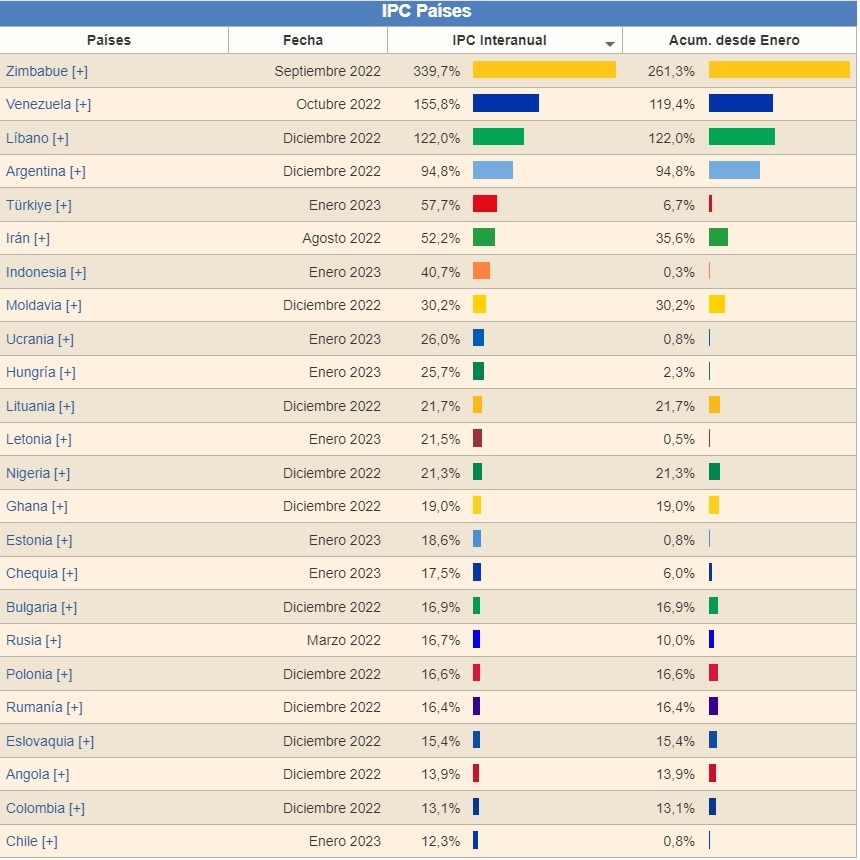 IPC Países
Países Fecha IPC Interanual Acum. desde Enero
Zimbabue [+] Septiembre 2022 339,7% 261,3%
Venezuela [+] Octubre 2022 155,8% 119,4%
Líbano [+] Diciembre 2022 122,0% 122,0%
Argentina [+] Diciembre 2022 94,8% 94,8%
Türkiye [+] Enero 2023 57,7% 6,7%
Irán [+] Agosto 2022 52,2% 35,6%
Indonesia [+] Enero 2023 40,7% 0,3%
Moldavia [+] Diciembre 2022 30,2% 30,2%
Ucrania [+] Enero 2023 26,0% 0,8%
Hungría [+] Enero 2023 25,7% 2,3%
Lituania [+] Diciembre 2022 21,7% 21,7%
Letonia [+] Enero 2023 21,5% 0,5%
Nigeria [+] Diciembre 2022 21,3% 21,3%
Ghana [+] Diciembre 2022 19,0% 19,0%
Estonia [+] Enero 2023 18,6% 0,8%
Chequia [+] Enero 2023 17,5% 6,0%
Bulgaria [+] Diciembre 2022 16,9% 16,9%
Rusia [+] Marzo 2022 16,7% 10,0%
Polonia [+] Diciembre 2022 16,6% 16,6%
Rumanía [+] Diciembre 2022 16,4% 16,4%
Eslovaquia [+] Diciembre 2022 15,4% 15,4%
Angola [+] Diciembre 2022 13,9% 13,9%
Colombia [+] Diciembre 2022 13,1% 13,1%
Chile [+] Enero 2023 12,3% 0,8%